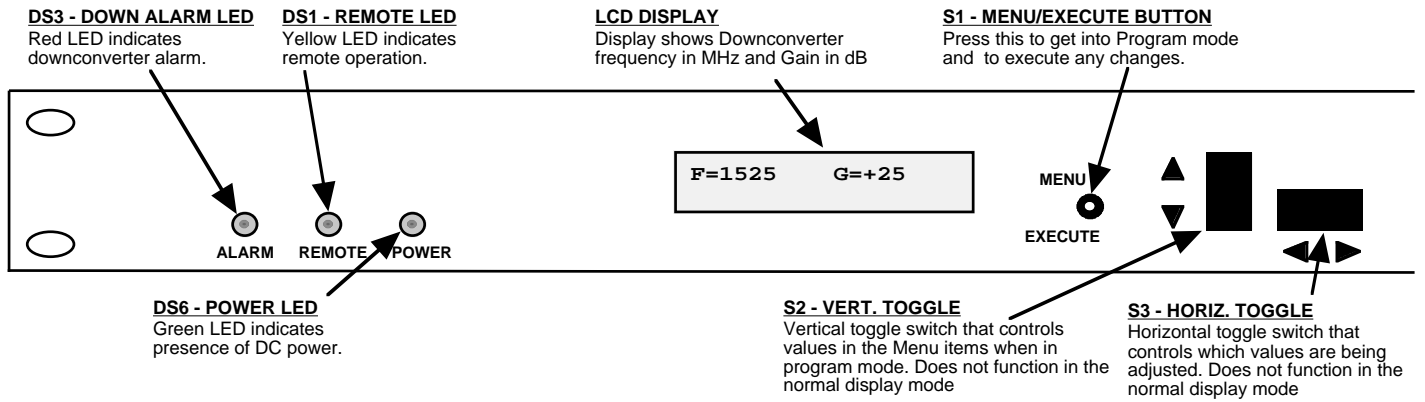 DS3 - DOWN ALARM LED
Red LED indicates
downconverter alarm.
DS1 - REMOTE LED
Yellow LED indicates
remote operation.
LCD DISPLAY
Display shows Downconverter
frequency in MHz and Gain in dB
S1 - MENU/EXECUTE BUTTON
Press this to get into Program mode
and to execute any changes.
F=1525 G=+25
MENU
EXECUTE
ALARM
REMOTE
POWER
DS6 - POWER LED
Green LED indicates
presence of DC power.
S2 - VERT. TOGGLE
Vertical toggle switch that controls
values in the Menu items when in
program mode. Does not function in the
normal display mode
S3 - HORIZ. TOGGLE
Horizontal toggle switch that
controls which values are being
adjusted. Does not function in the
normal display mode